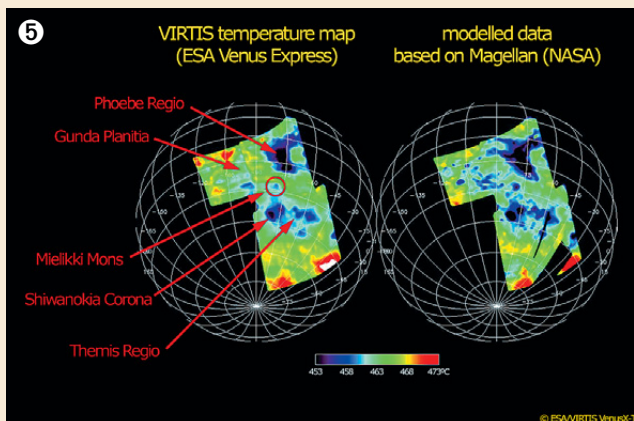 5
VIRTIS temperature map
(ESA Venus Express)
modelled data
based on Magellan (NASA)
Phoebe Regio
Gunda Planitia
Mielikki Mons
Shiwanokia Corona
Themis Regio
453 458 463 468 473°C
© ESA/VIRTIS VenusX-T